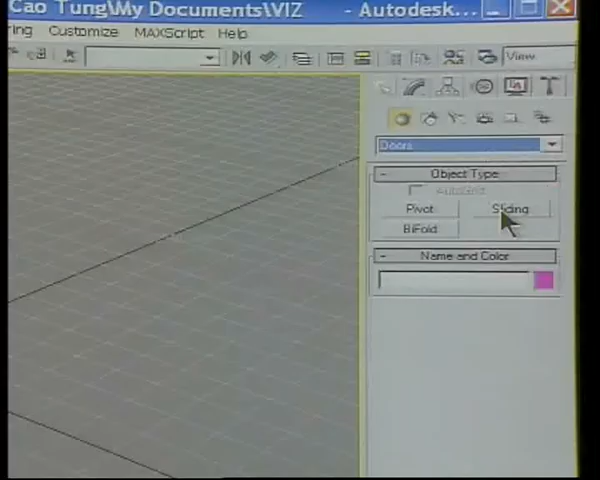 Cao Tung\My Documents\VIZ - Autodesk...
ring Customize MAXScript Help
View
Doors
Object Type
AutoGrid
Pivot Sliding
BiFold
Name and Color